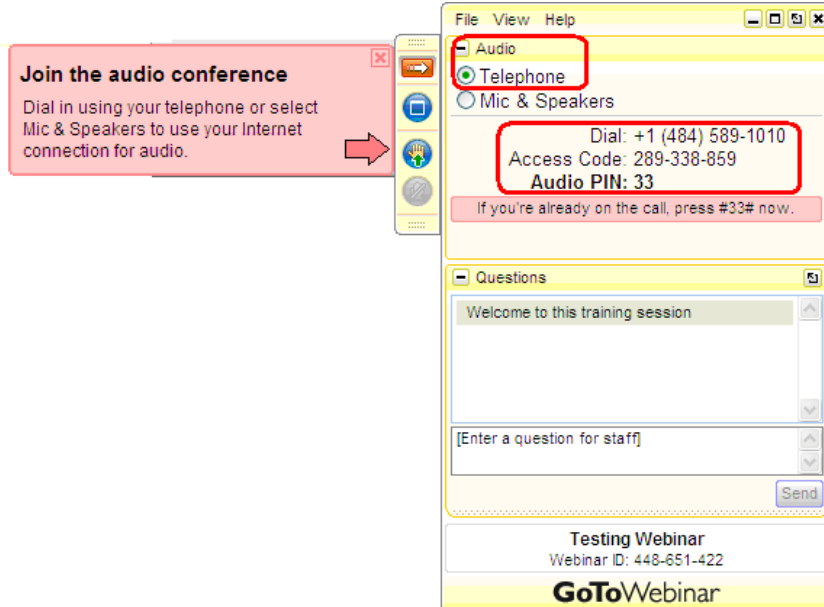 File View Help
Audio
Join the audio conference
Dial in using your telephone or select
Mic & Speakers to use your Internet
connection for audio.
Telephone
Mic & Speakers
Dial: +1 (484) 589-1010
Access Code: 289-338-859
Audio PIN: 33
If you're already on the call, press #33# now.
Questions
Welcome to this training session
[Enter a question for staff]
Send
Testing Webinar
Webinar ID: 448-651-422
GoToWebinar